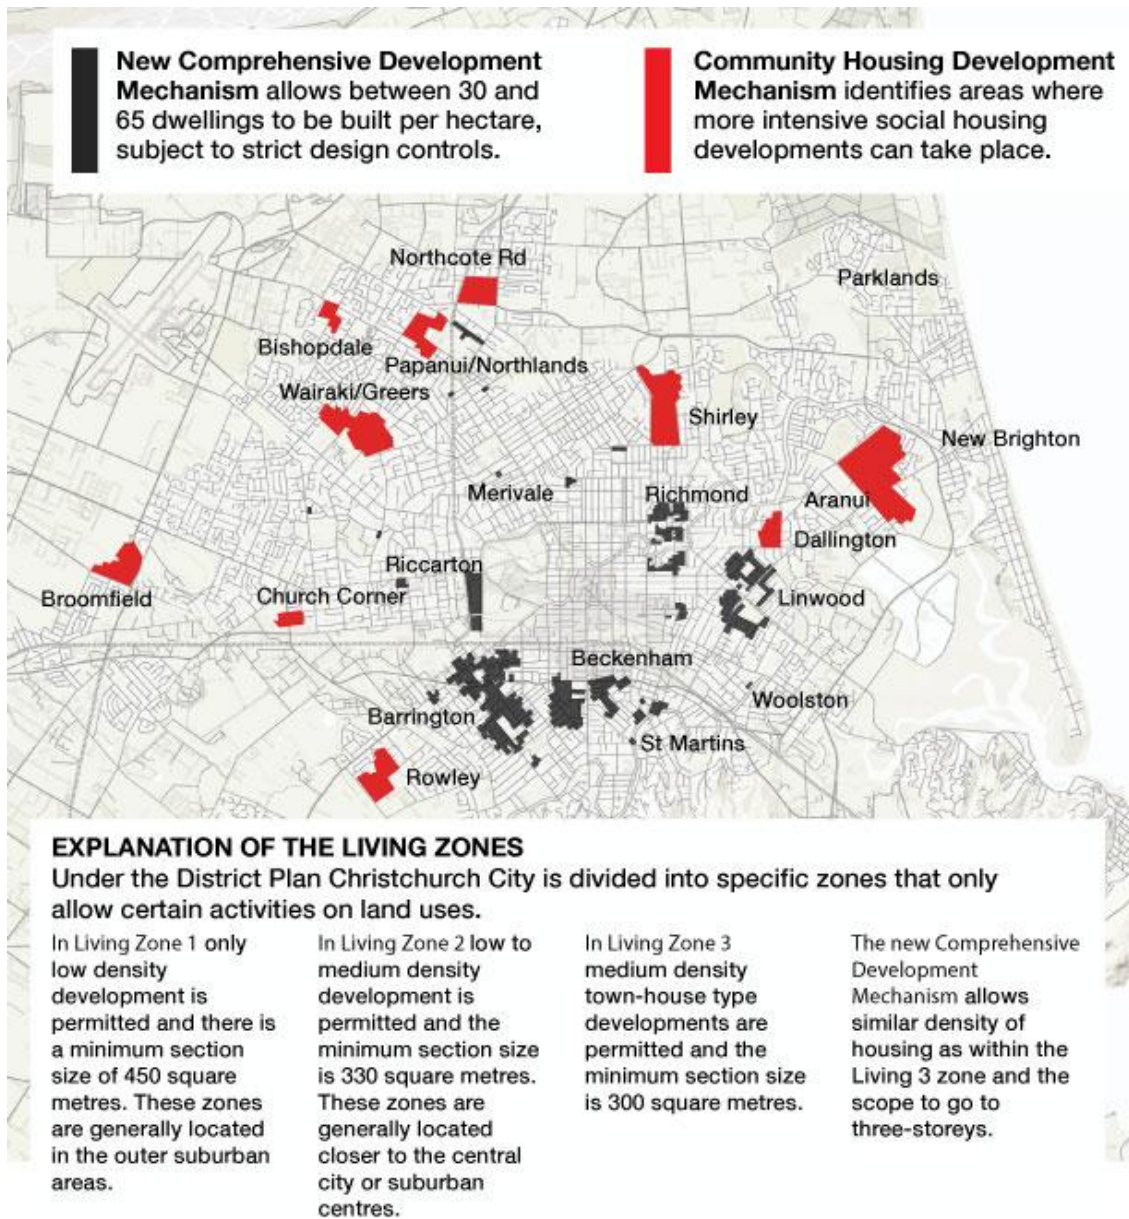 New Comprehensive Development
Mechanism allows between 30 and
65 dwellings to be built per hectare,
subject to strict design controls.
Community Housing Development
Mechanism identifies areas where
more intensive social housing
developments can take place.
Northcote Rd
Parklands
Bishopdale
Papanui/Northlands
Wairaki/Greers
Shirley
New Brighton
Merivale
Richmond
Aranui
Dallington
Riccarton
Broomfield
Church Corner
Linwood
Beckenham
Woolston
Barrington
St Martins
Rowley
EXPLANATION OF THE LIVING ZONES
Under the District Plan Christchurch City is divided into specific zones that only
allow certain activities on land uses.
In Living Zone 1 only
low density
development is
permitted and there is
a minimum section
size of 450 square
metres. These zones
are generally located
in the outer suburban
areas.
In Living Zone 2 low to
medium density
development is
permitted and the
minimum section size
is 330 square metres.
These zones are
generally located
closer to the central
city or suburban
centres.
In Living Zone 3
medium density
town-house type
developments are
permitted and the
minimum section size
is 300 square metres.
The new Comprehensive
Development
Mechanism allows
similar density of
housing as within the
Living 3 zone and the
scope to go to
three-storeys.